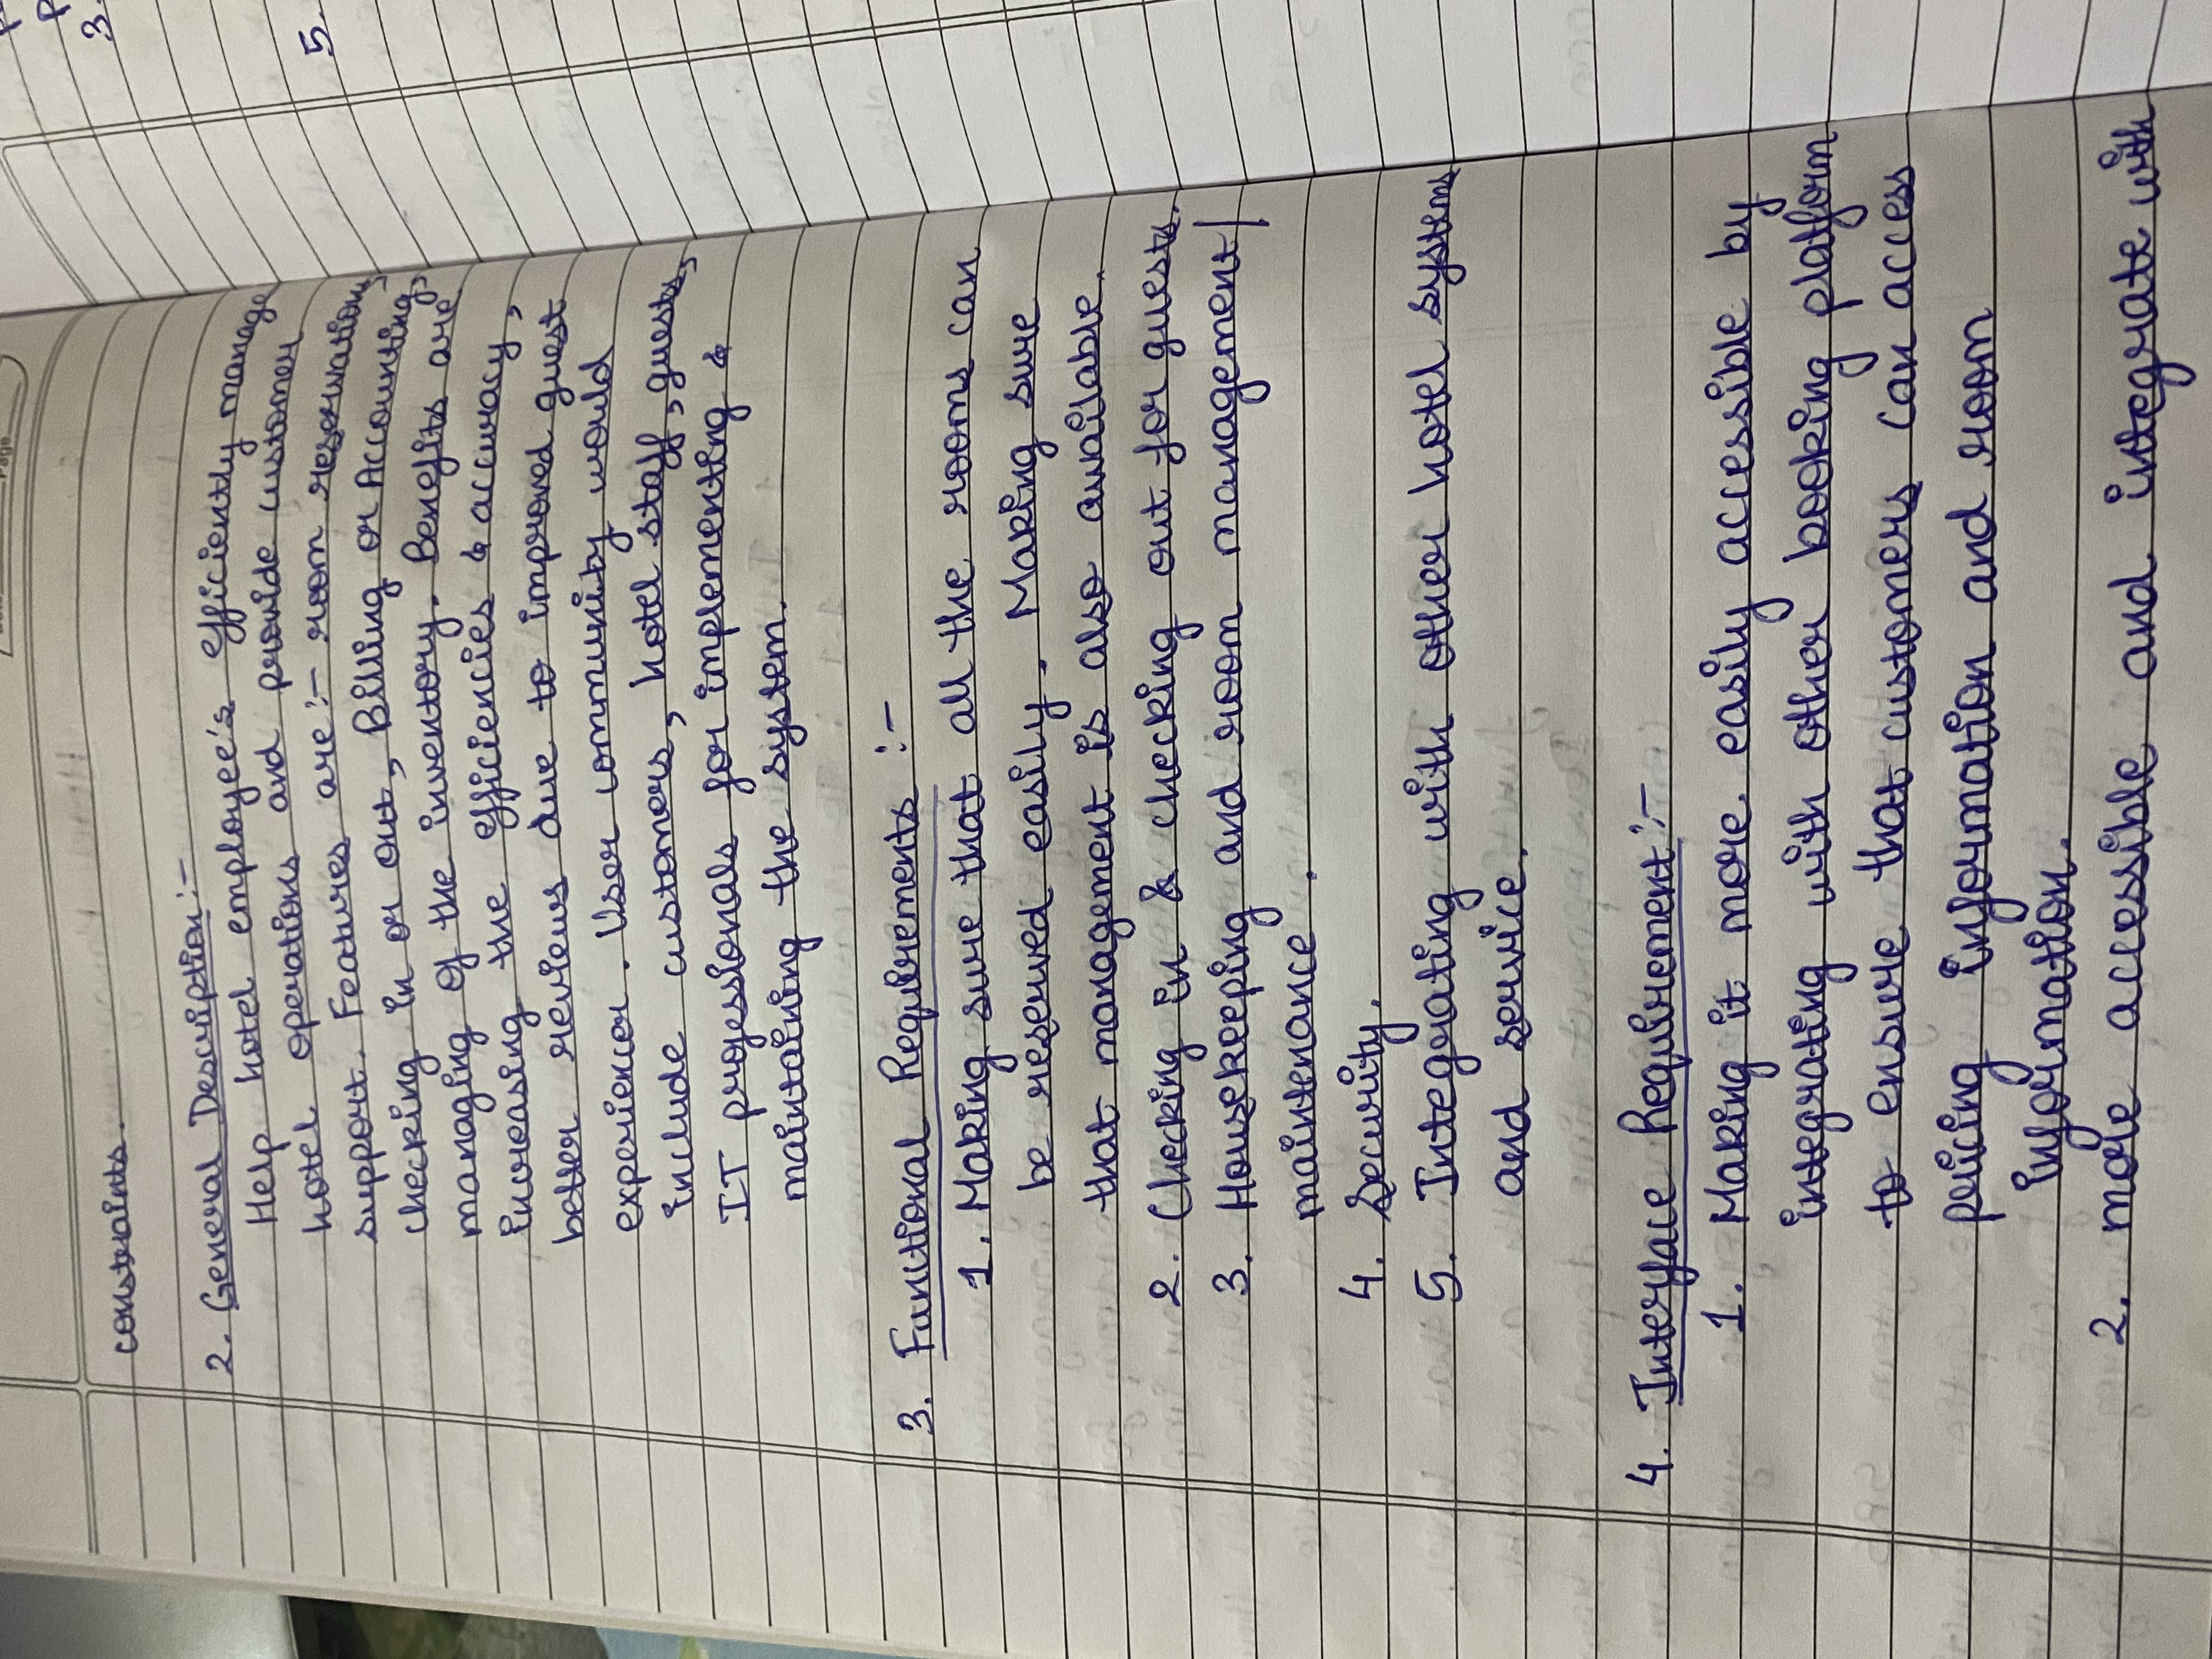 Page
constraints.
2. General Description :-
Help hotel employee's efficiently manage
hotel operations and provide customer
support. Features are :- room reservation,
checking in or out, Billing or Accounting,
managing of the inventory. Benefits are
increasing the efficiencies & accuracy,
better reviews due to improved guest
experiencer. User community would
include customers, hotel staff, guests,
IT professionals for implementing &
maintaining the system.
3. Functional Requirements :-
1. Making sure that all the rooms can
be reserved easily. Making sure
that management is also available.
2. Checking in & checking out for guests.
3. Housekeeping and room management/
maintenance.
4. Security.
5. Integrating with other hotel systems
and service.
4. Interface Requirement :-
1. Making it more easily accessible by
integrating with other booking platform
to ensure that customers can access
pricing information and room
information.
2. more accessible and integrate with
3.
5.